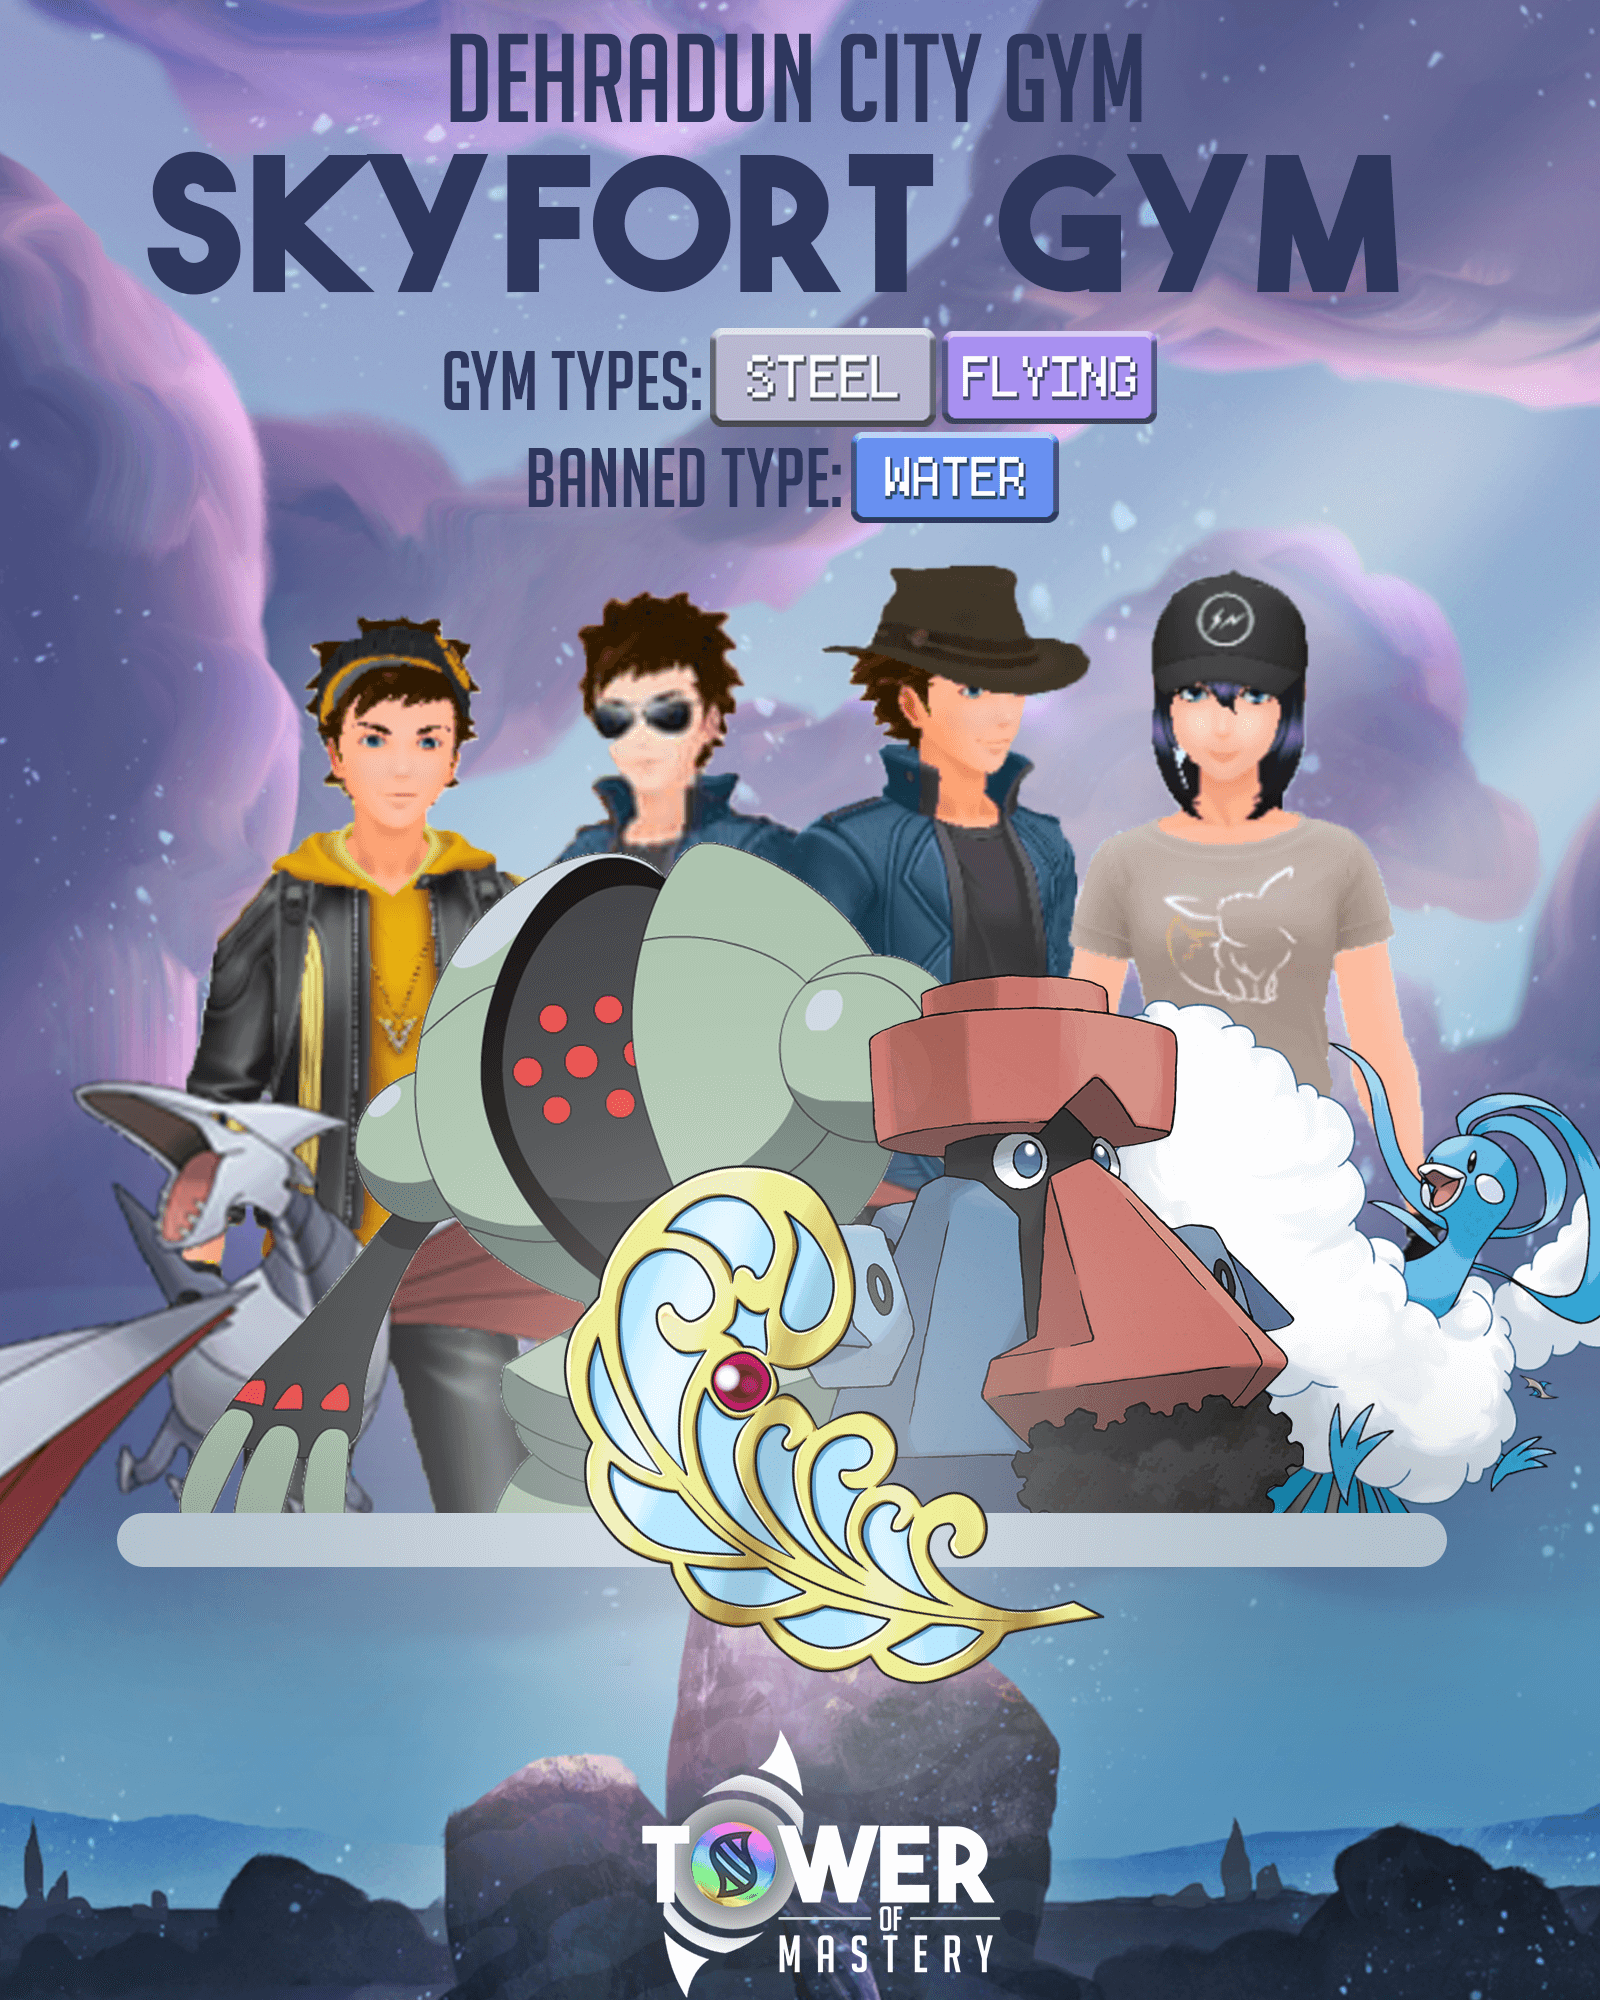 DEHRADUN CITY GYM
SKYFORT GYM
GYM TYPES: STEEL FLYING
BANNED TYPE: WATER
TOWER
OF
MASTERY